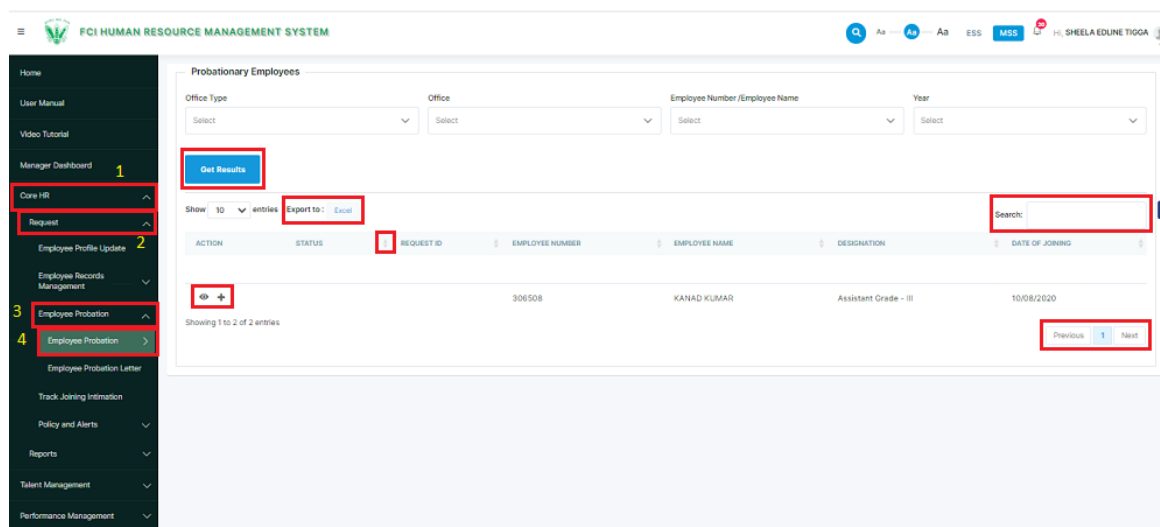 FCI HUMAN RESOURCE MANAGEMENT SYSTEM
Aa Aa Aa ESS MSS 30 Hi, SHEELA EDLINE TIGGA
Home
User Manual
Video Tutorial
Manager Dashboard
1
Core HR
Request
2
Employee Profile Update
Employee Records
Management
3
Employee Probation
4
Employee Probation
Employee Probation Letter
Track Joining Intimation
Policy and Alerts
Reports
Talent Management
Performance Management
Probationary Employees
Office Type Office Employee Number /Employee Name Year
Select Select Select Select
Get Results
Show 10 entries Export to : Excel Search:
ACTION STATUS REQUEST ID EMPLOYEE NUMBER EMPLOYEE NAME DESIGNATION DATE OF JOINING
306508 KANAD KUMAR Assistant Grade - III 10/08/2020
Showing 1 to 2 of 2 entries
Previous 1 Next